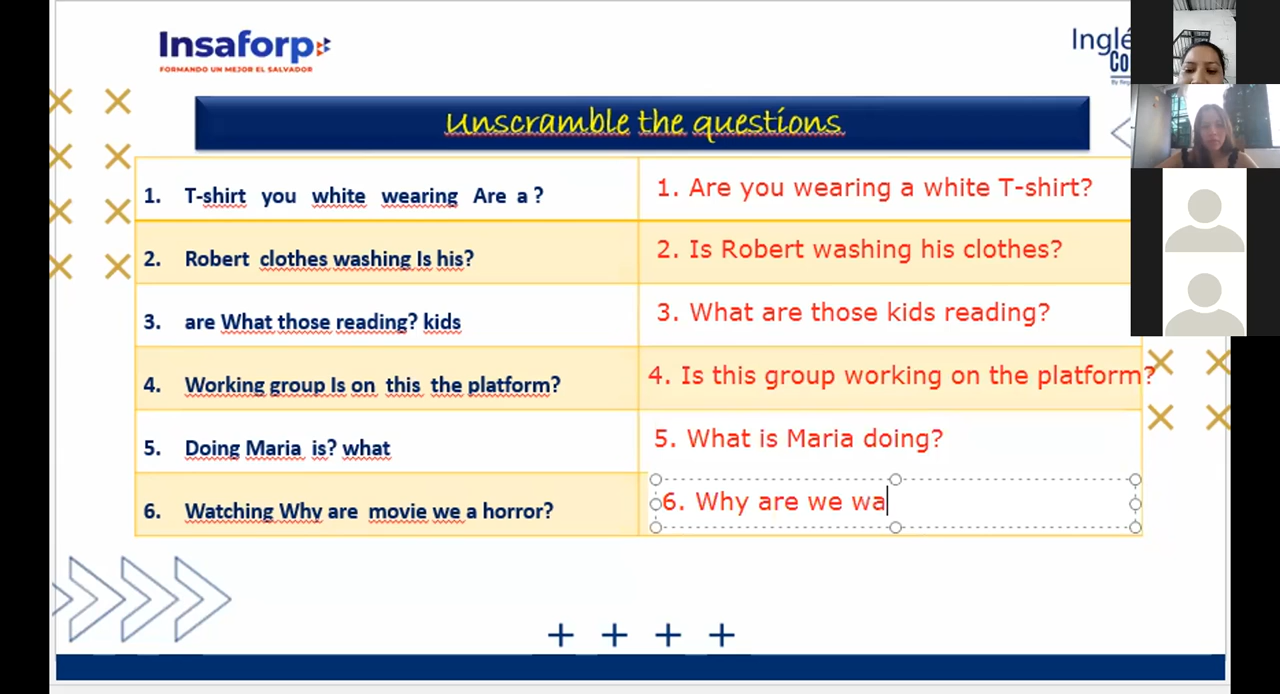 Insaforp
FORMANDO UN MEJOR EL SALVADOR
Inglé
CO
Unscramble the questions
1. T-shirt you white wearing Are a ?
1. Are you wearing a white T-shirt?
2. Robert clothes washing Is his?
2. Is Robert washing his clothes?
3. are What those reading? kids
3. What are those kids reading?
4. Working group Is on this the platform?
4. Is this group working on the platform?
5. Doing Maria is? what
5. What is Maria doing?
6. Watching Why are movie we a horror?
6. Why are we wa